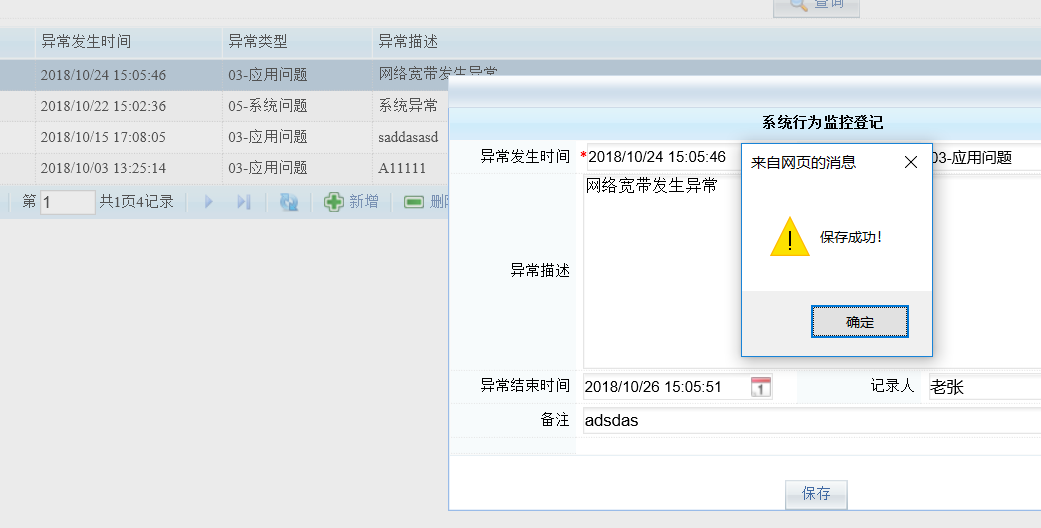 查询
异常发生时间 异常类型 异常描述
2018/10/24 15:05:46 03-应用问题 网络宽带发生异常
2018/10/22 15:02:36 05-系统问题 系统异常
2018/10/15 17:08:05 03-应用问题 saddasasd
2018/10/03 13:25:14 03-应用问题 A11111
第 1 共1页4记录 新增
系统行为监控登记
异常发生时间 *2018/10/24 15:05:46 03-应用问题
异常描述 网络宽带发生异常
来自网页的消息
保存成功!
确定
异常结束时间 2018/10/26 15:05:51 记录人 老张
备注 adsdas
保存